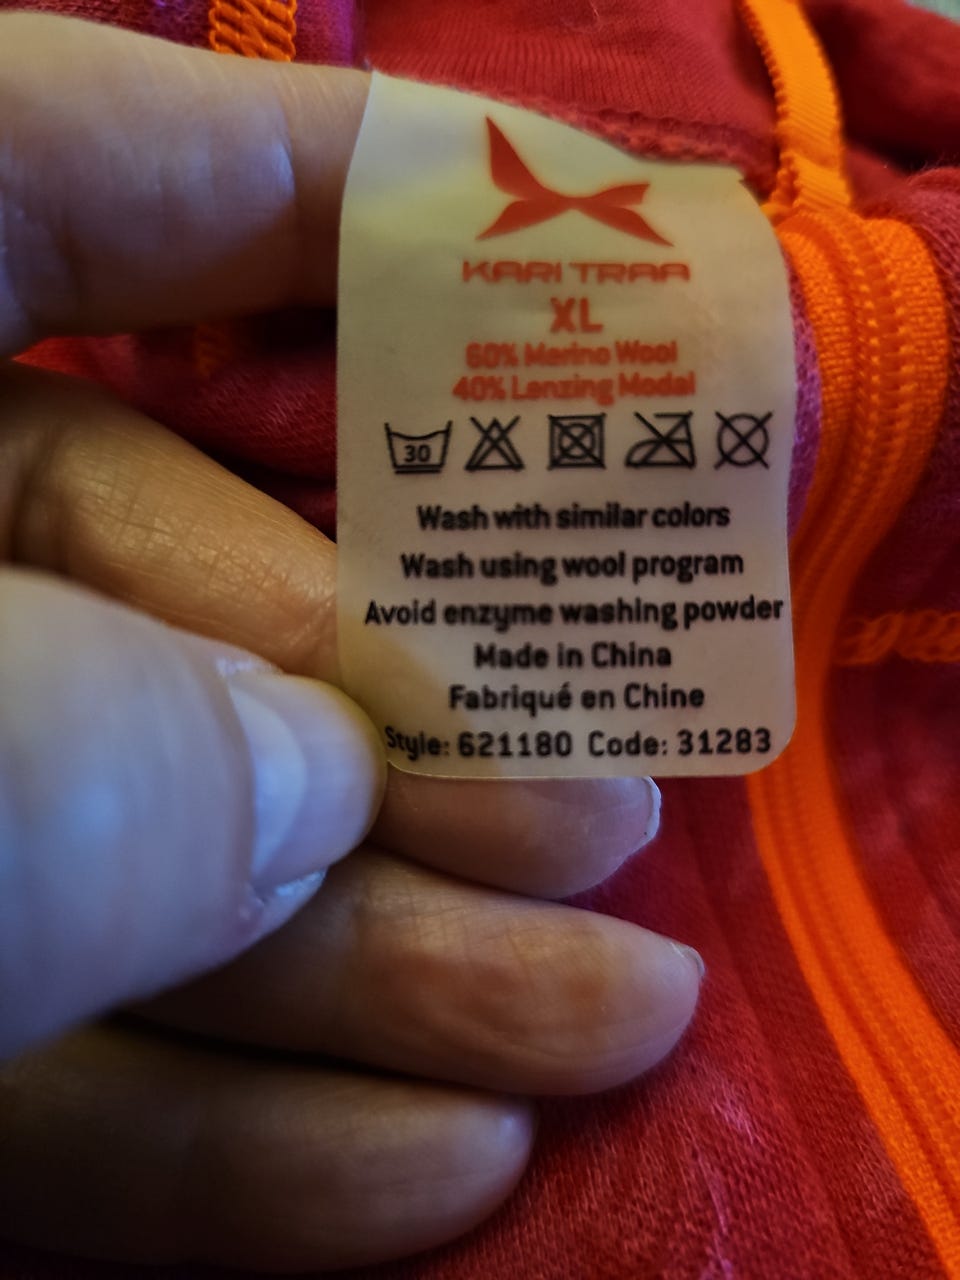 KARI TRAA
XL
60% Merino Wool
40% Lenzing Modal
30
Wash with similar colors
Wash using wool program
Avoid enzyme washing powder
Made in China
Fabriqué en Chine
Style: 621180 Code: 31283